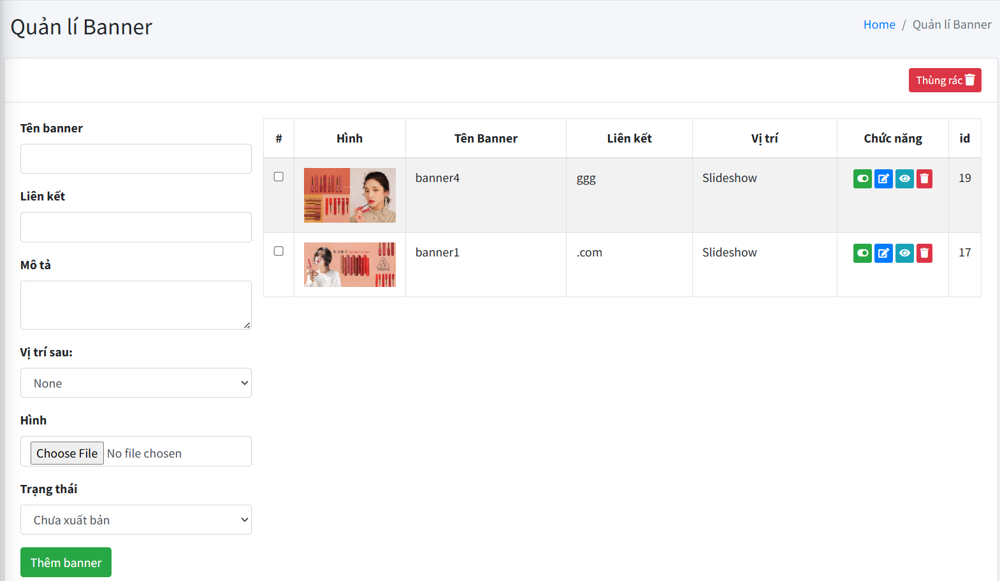 Quản lí Banner
Home / Quản lí Banner
Thùng rác
Tên banner
Liên kết
Mô tả
Vị trí sau:
None
Hình
Choose File No file chosen
Trạng thái
Chưa xuất bản
Thêm banner
# Hình Tên Banner Liên kết Vị trí Chức năng id
banner4 ggg Slideshow 19
banner1 .com Slideshow 17
3CE